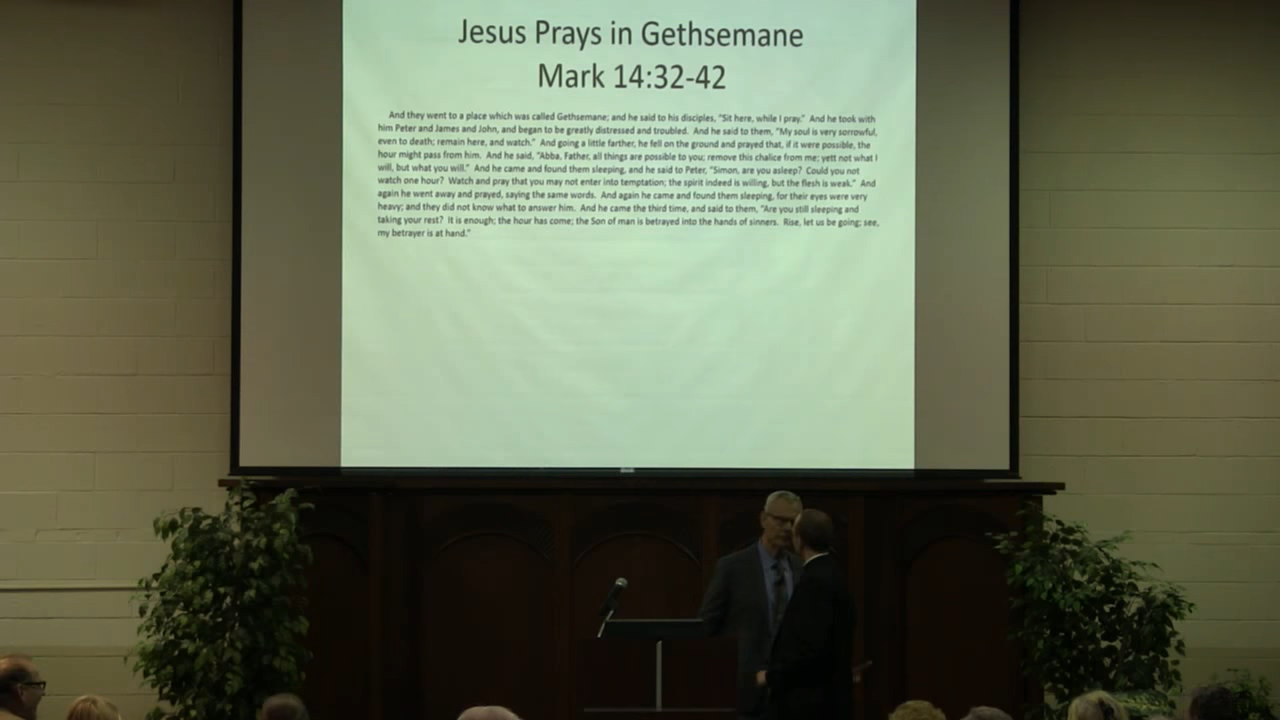 Jesus Prays in Gethsemane
Mark 14:32-42
And they went to a place which was called Gethsemane; and he said to his disciples, "Sit here, while I pray." And he took with
him Peter and James and John, and began to be greatly distressed and troubled. And he said to them, "My soul is very sorrowful,
even to death; remain here, and watch." And going a little farther, he fell on the ground and prayed that, if it were possible, the
hour might pass from him. And he said, "Abba, Father, all things are possible to you; remove this chalice from me; yett not what I
will, but what you will." And he came and found them sleeping, and he said to Peter, "Simon, are you asleep? Could you not
watch one hour? Watch and pray that you may not enter into temptation; the spirit indeed is willing, but the flesh is weak." And
again he went away and prayed, saying the same words. And again he came and found them sleeping, for their eyes were very
heavy; and they did not know what to answer him. And he came the third time, and said to them, "Are you still sleeping and
taking your rest? It is enough; the hour has come; the Son of man is betrayed into the hands of sinners. Rise, let us be going; see,
my betrayer is at hand."